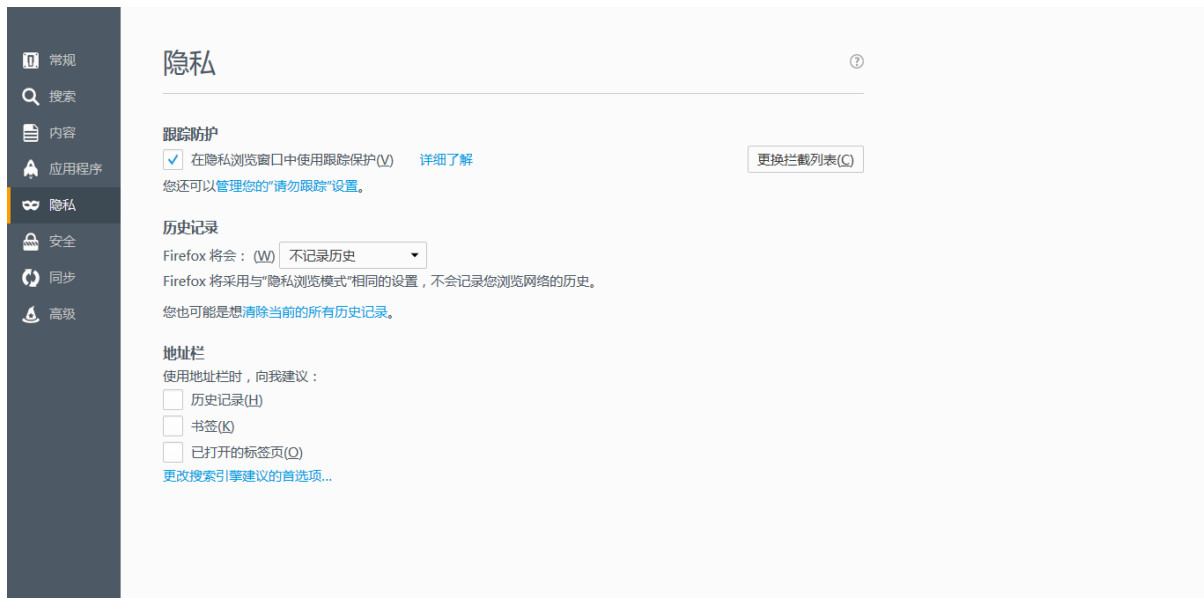 隐私
常规
搜索
内容
应用程序
隐私
安全
同步
高级
跟踪防护
在隐私浏览窗口中使用跟踪保护(V) 详细了解 更换拦截列表(C)
您还可以管理您的“请勿跟踪”设置。
历史记录
Firefox 将会： (W) 不记录历史
Firefox 将采用与“隐私浏览模式”相同的设置，不会记录您浏览网络的历史。
您也可能是想清除当前的所有历史记录。
地址栏
使用地址栏时，向我建议：
历史记录(H)
书签(K)
已打开的标签页(O)
更改搜索引擎建议的首选项...